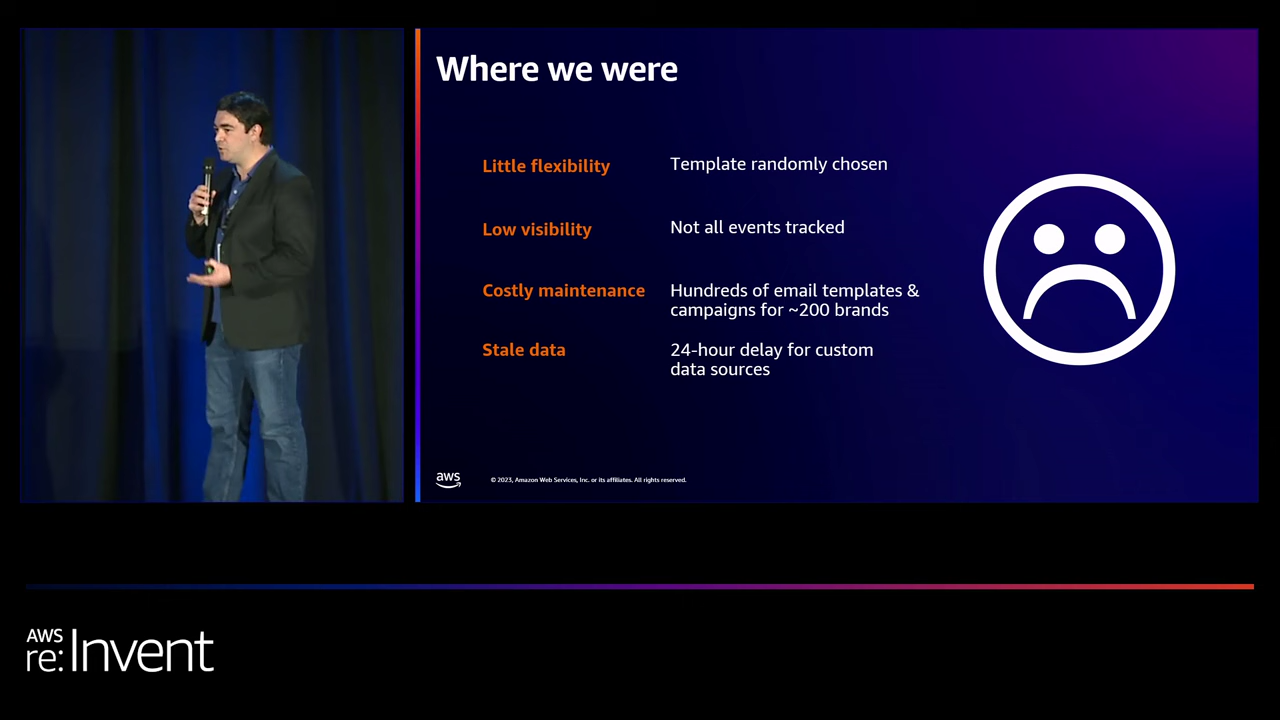 Where we were
Little flexibility
Template randomly chosen
Low visibility
Not all events tracked
Costly maintenance
Hundreds of email templates &
campaigns for ~200 brands
Stale data
24-hour delay for custom
data sources
aws
© 2023, Amazon Web Services, Inc. or its affiliates. All rights reserved.
AWS
re:Invent